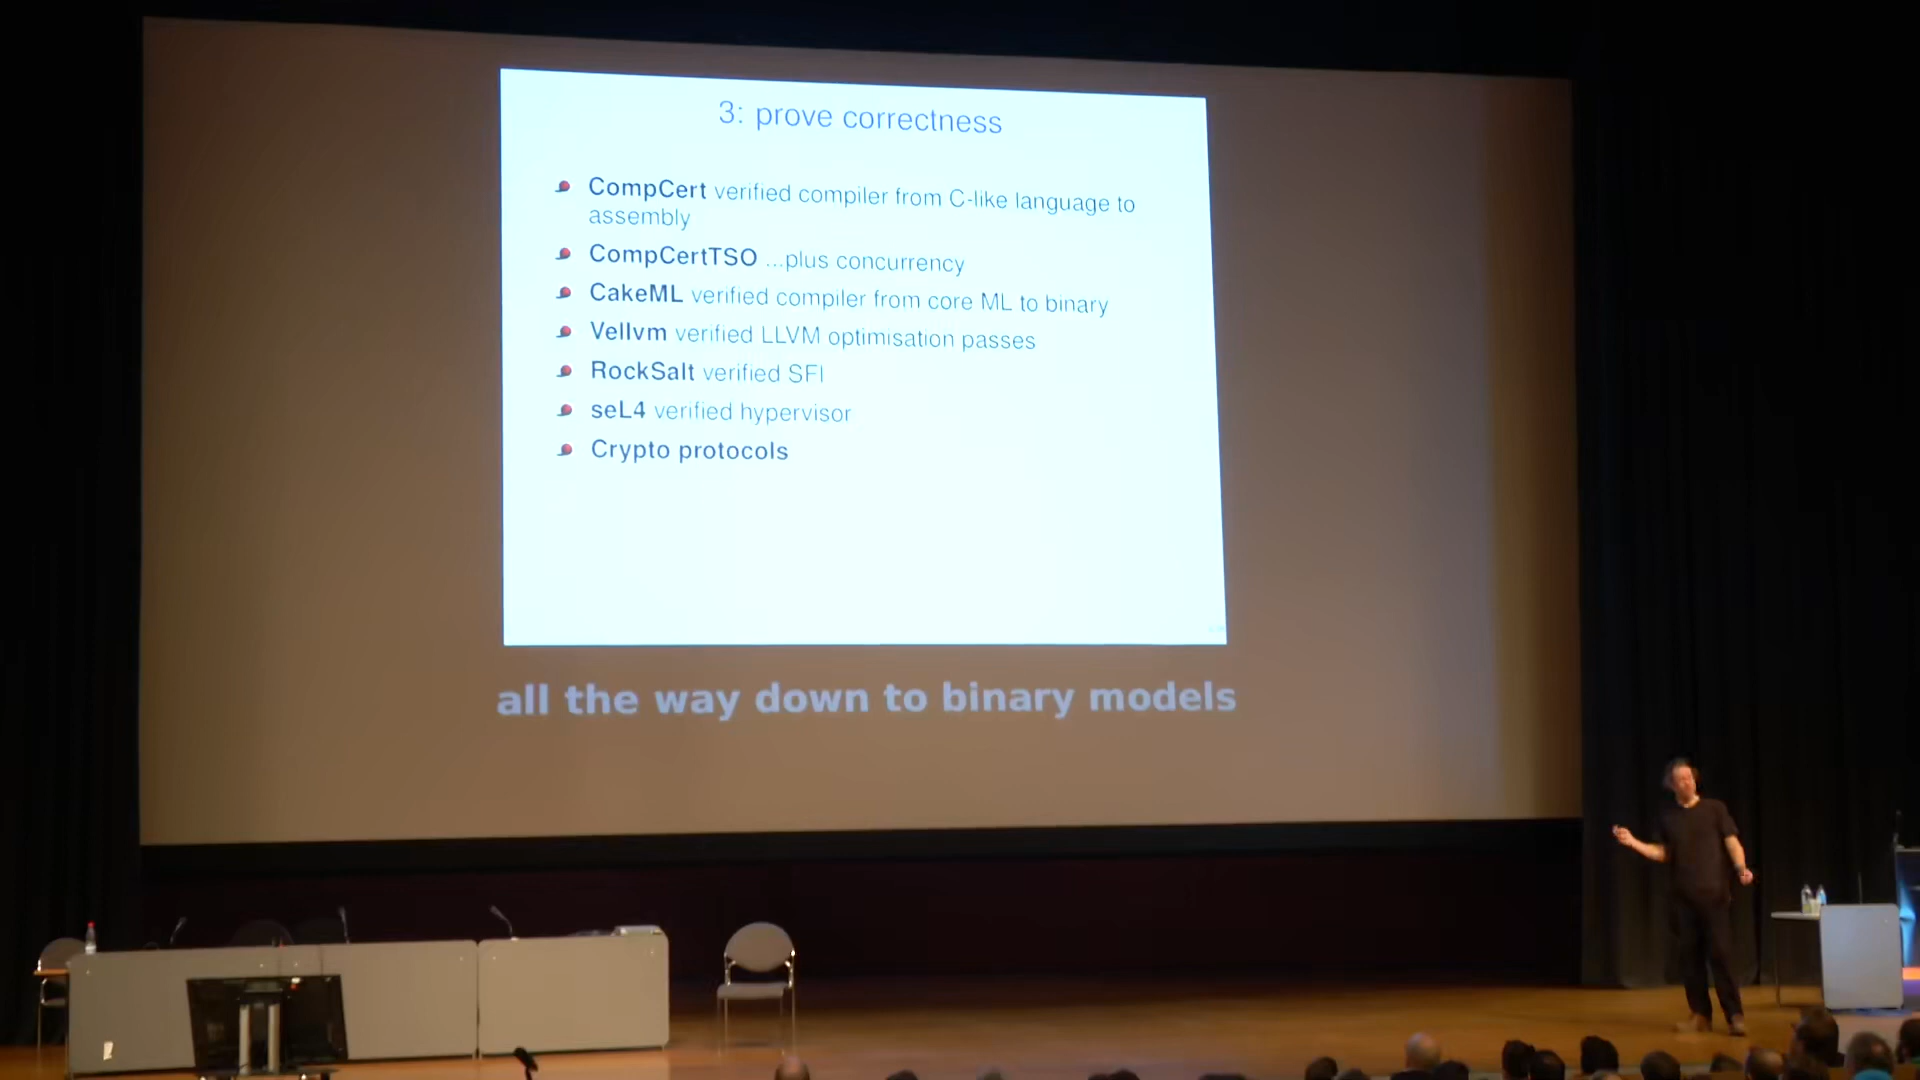 3: prove correctness
CompCert verified compiler from C-like language to
assembly
CompCertTSO ...plus concurrency
CakeML verified compiler from core ML to binary
Vellvm verified LLVM optimisation passes
RockSalt verified SFI
seL4 verified hypervisor
Crypto protocols
all the way down to binary models